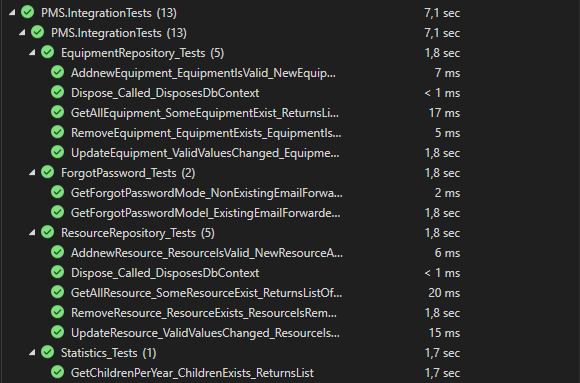 PMS.IntegrationTests (13) 7,1 sec
PMS.IntegrationTests (13) 7,1 sec
EquipmentRepository_Tests (5) 1,8 sec
AddnewEquipment_EquipmentIsValid_NewEquip... 7 ms
Dispose_Called_DisposesDbContext < 1 ms
GetAllEquipment_SomeEquipmentExist_ReturnsLi... 17 ms
RemoveEquipment_EquipmentExists_EquipmentIs... 5 ms
UpdateEquipment_ValidValuesChanged_Equipme... 1,8 sec
ForgotPassword_Tests (2) 1,8 sec
GetForgotPasswordMode_NonExistingEmailForwa... 2 ms
GetForgotPasswordModel_ExistingEmailForwarde... 1,8 sec
ResourceRepository_Tests (5) 1,8 sec
AddnewResource_ResourceIsValid_NewResourceA... 6 ms
Dispose_Called_DisposesDbContext < 1 ms
GetAllResource_SomeResourceExist_ReturnsListOf... 20 ms
RemoveResource_ResourceExists_ResourceIsRem... 1,8 sec
UpdateResource_ValidValuesChanged_ResourceIs... 15 ms
Statistics_Tests (1) 1,7 sec
GetChildrenPerYear_ChildrenExists_ReturnsList 1,7 sec